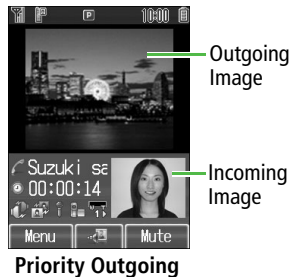 P
10:00
Outgoing
Image
Suzuki sa
00:00:14
Incoming
Image
Menu
Mute
Priority Outgoing